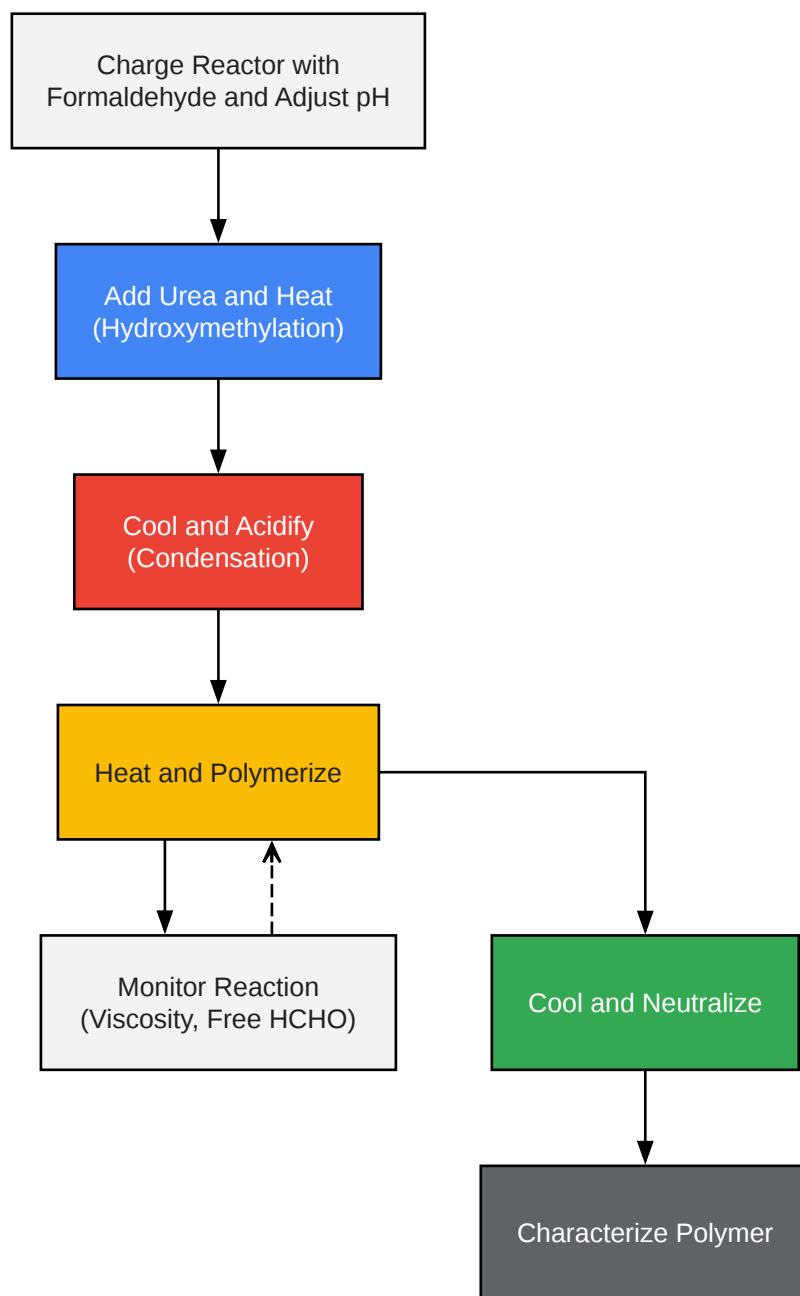 Charge Reactor with
Formaldehyde and Adjust pH
Add Urea and Heat
(Hydroxymethylation)
Cool and Acidify
(Condensation)
Heat and Polymerize
Monitor Reaction
(Viscosity, Free HCHO)
Cool and Neutralize
Characterize Polymer